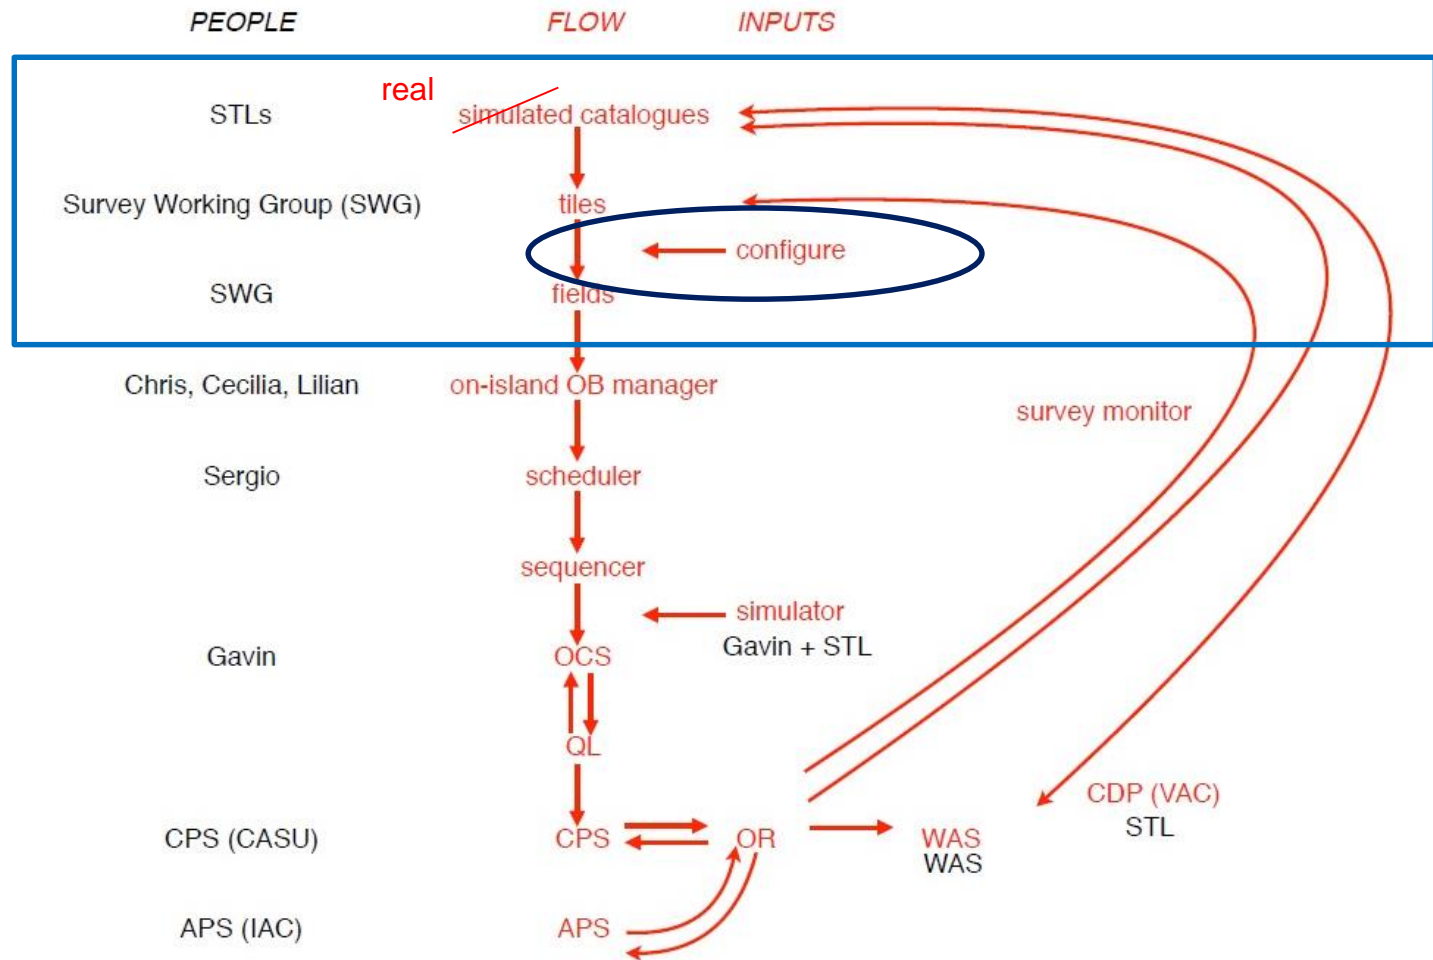 PEOPLE FLOW INPUTS
real
STLs simulated catalogues
Survey Working Group (SWG) tiles
configure
SWG fields
Chris, Cecilia, Lilian on-island OB manager
survey monitor
Sergio scheduler
sequencer
simulator
Gavin + STL
Gavin OCS
QL
CDP (VAC)
STL
CPS (CASU) CPS OR WAS
WAS
APS (IAC) APS